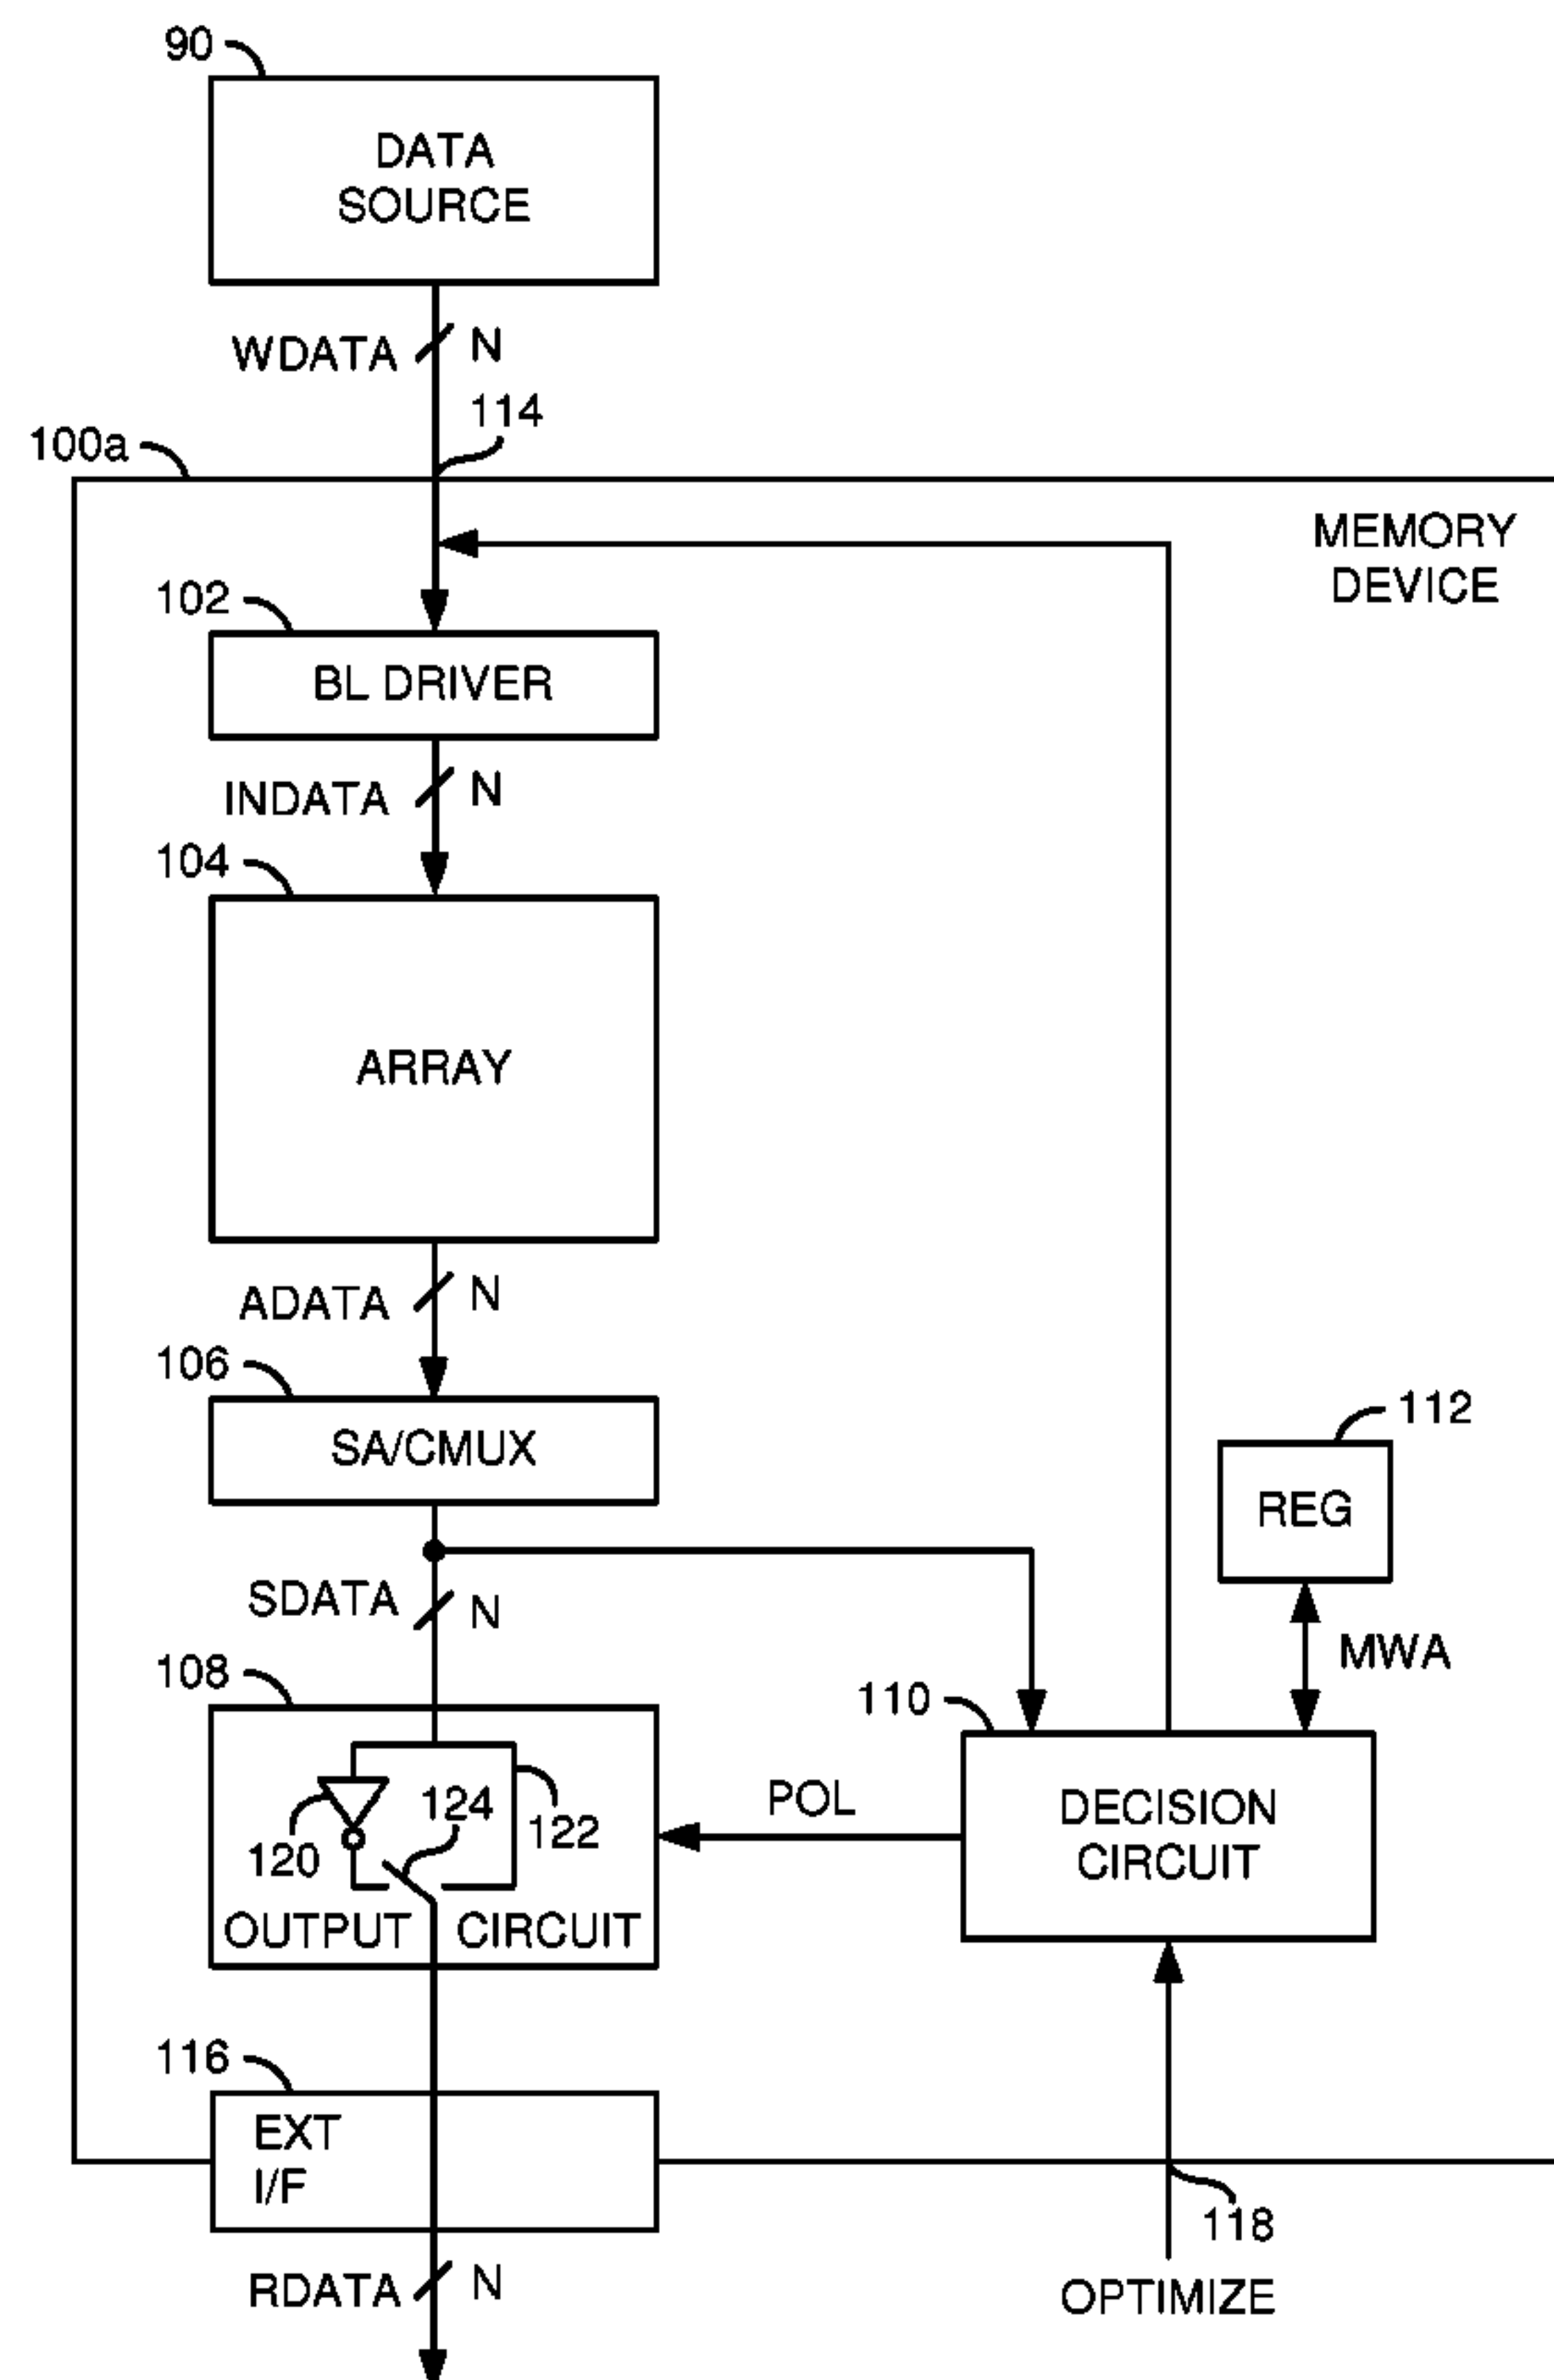 90
DATA
SOURCE
WDATA
N
114
100a
MEMORY
DEVICE
102
BL DRIVER
INDATA
N
104
ARRAY
ADATA
N
106
SA/CMUX
112
REG
SDATA
N
MWA
108
110
POL
DECISION
CIRCUIT
124
122
120
OUTPUT CIRCUIT
116
EXT
I/F
118
RDATA
N
OPTIMIZE